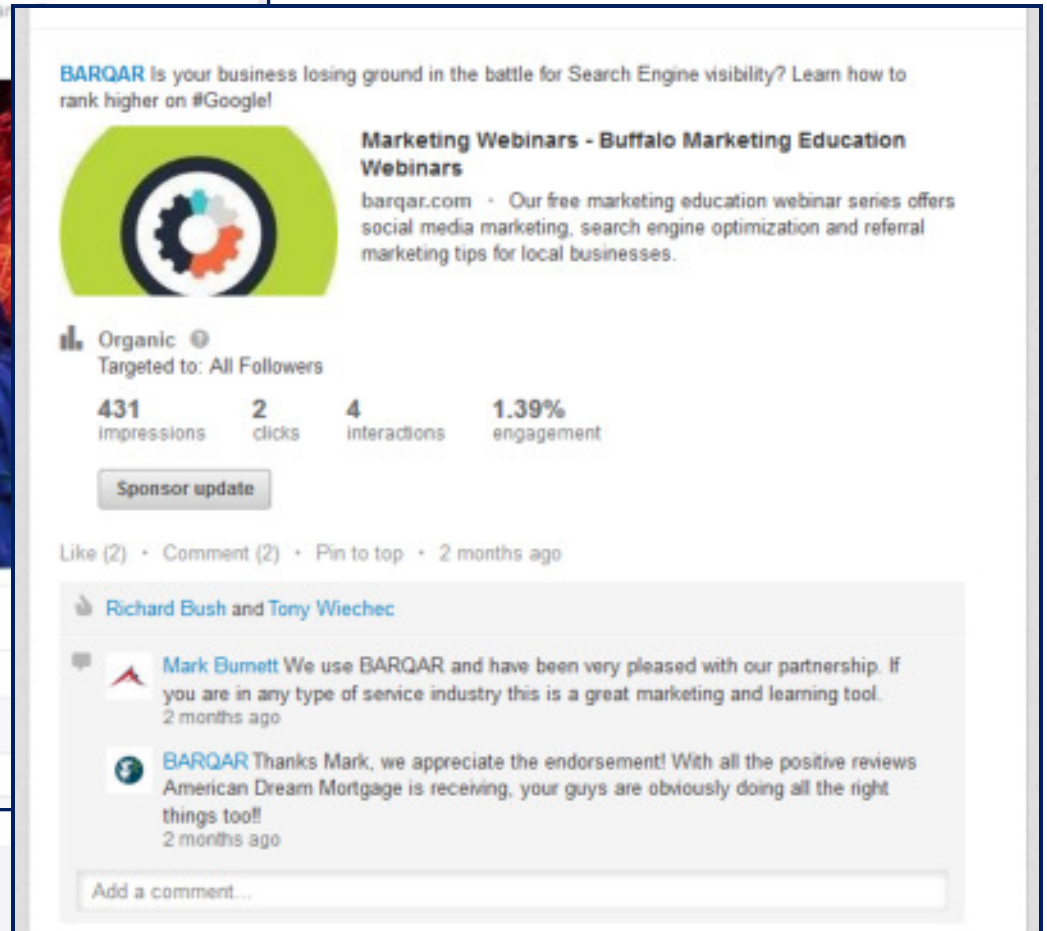 BARQAR Is your business losing ground in the battle for Search Engine visibility? Learn how to
rank higher on #Google!
Marketing Webinars - Buffalo Marketing Education
Webinars
barqar.com · Our free marketing education webinar series offers
social media marketing, search engine optimization and referral
marketing tips for local businesses.
Organic
Targeted to: All Followers
431 2 4 1.39%
impressions clicks interactions engagement
Sponsor update
Like (2) · Comment (2) · Pin to top · 2 months ago
Richard Bush and Tony Wiechec
Mark Burnett We use BARQAR and have been very pleased with our partnership. If
you are in any type of service industry this is a great marketing and learning tool.
2 months ago
BARQAR Thanks Mark, we appreciate the endorsement! With all the positive reviews
American Dream Mortgage is receiving, your guys are obviously doing all the right
things too!!
2 months ago
Add a comment...